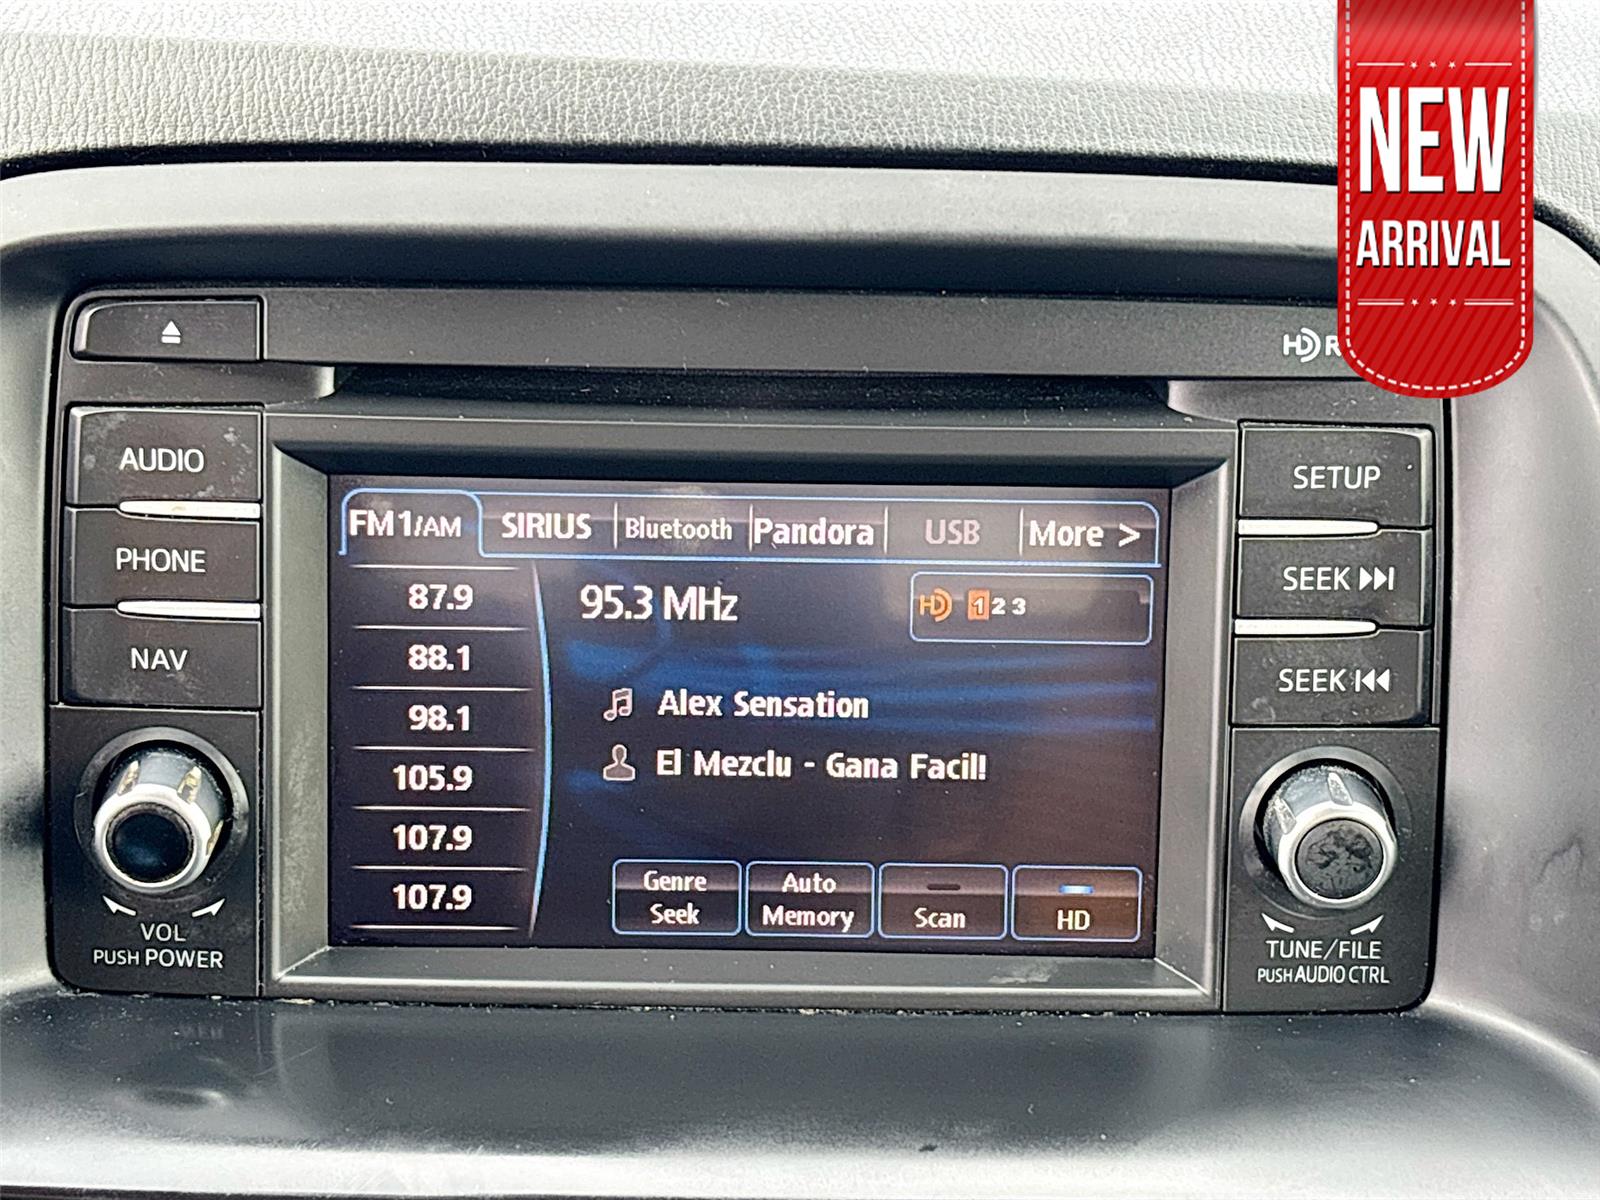 NEW
ARRIVAL
HD R
AUDIO
PHONE
NAV
VOL
PUSH POWER
FM1/AM SIRIUS Bluetooth Pandora USB More >
87.9
88.1
98.1
105.9
107.9
107.9
95.3 MHz
HD 1 2 3
Alex Sensation
El Mezclu - Gana Facil!
Genre
Seek
Auto
Memory
Scan
HD
SETUP
SEEK
SEEK
TUNE/FILE
PUSH AUDIO CTRL